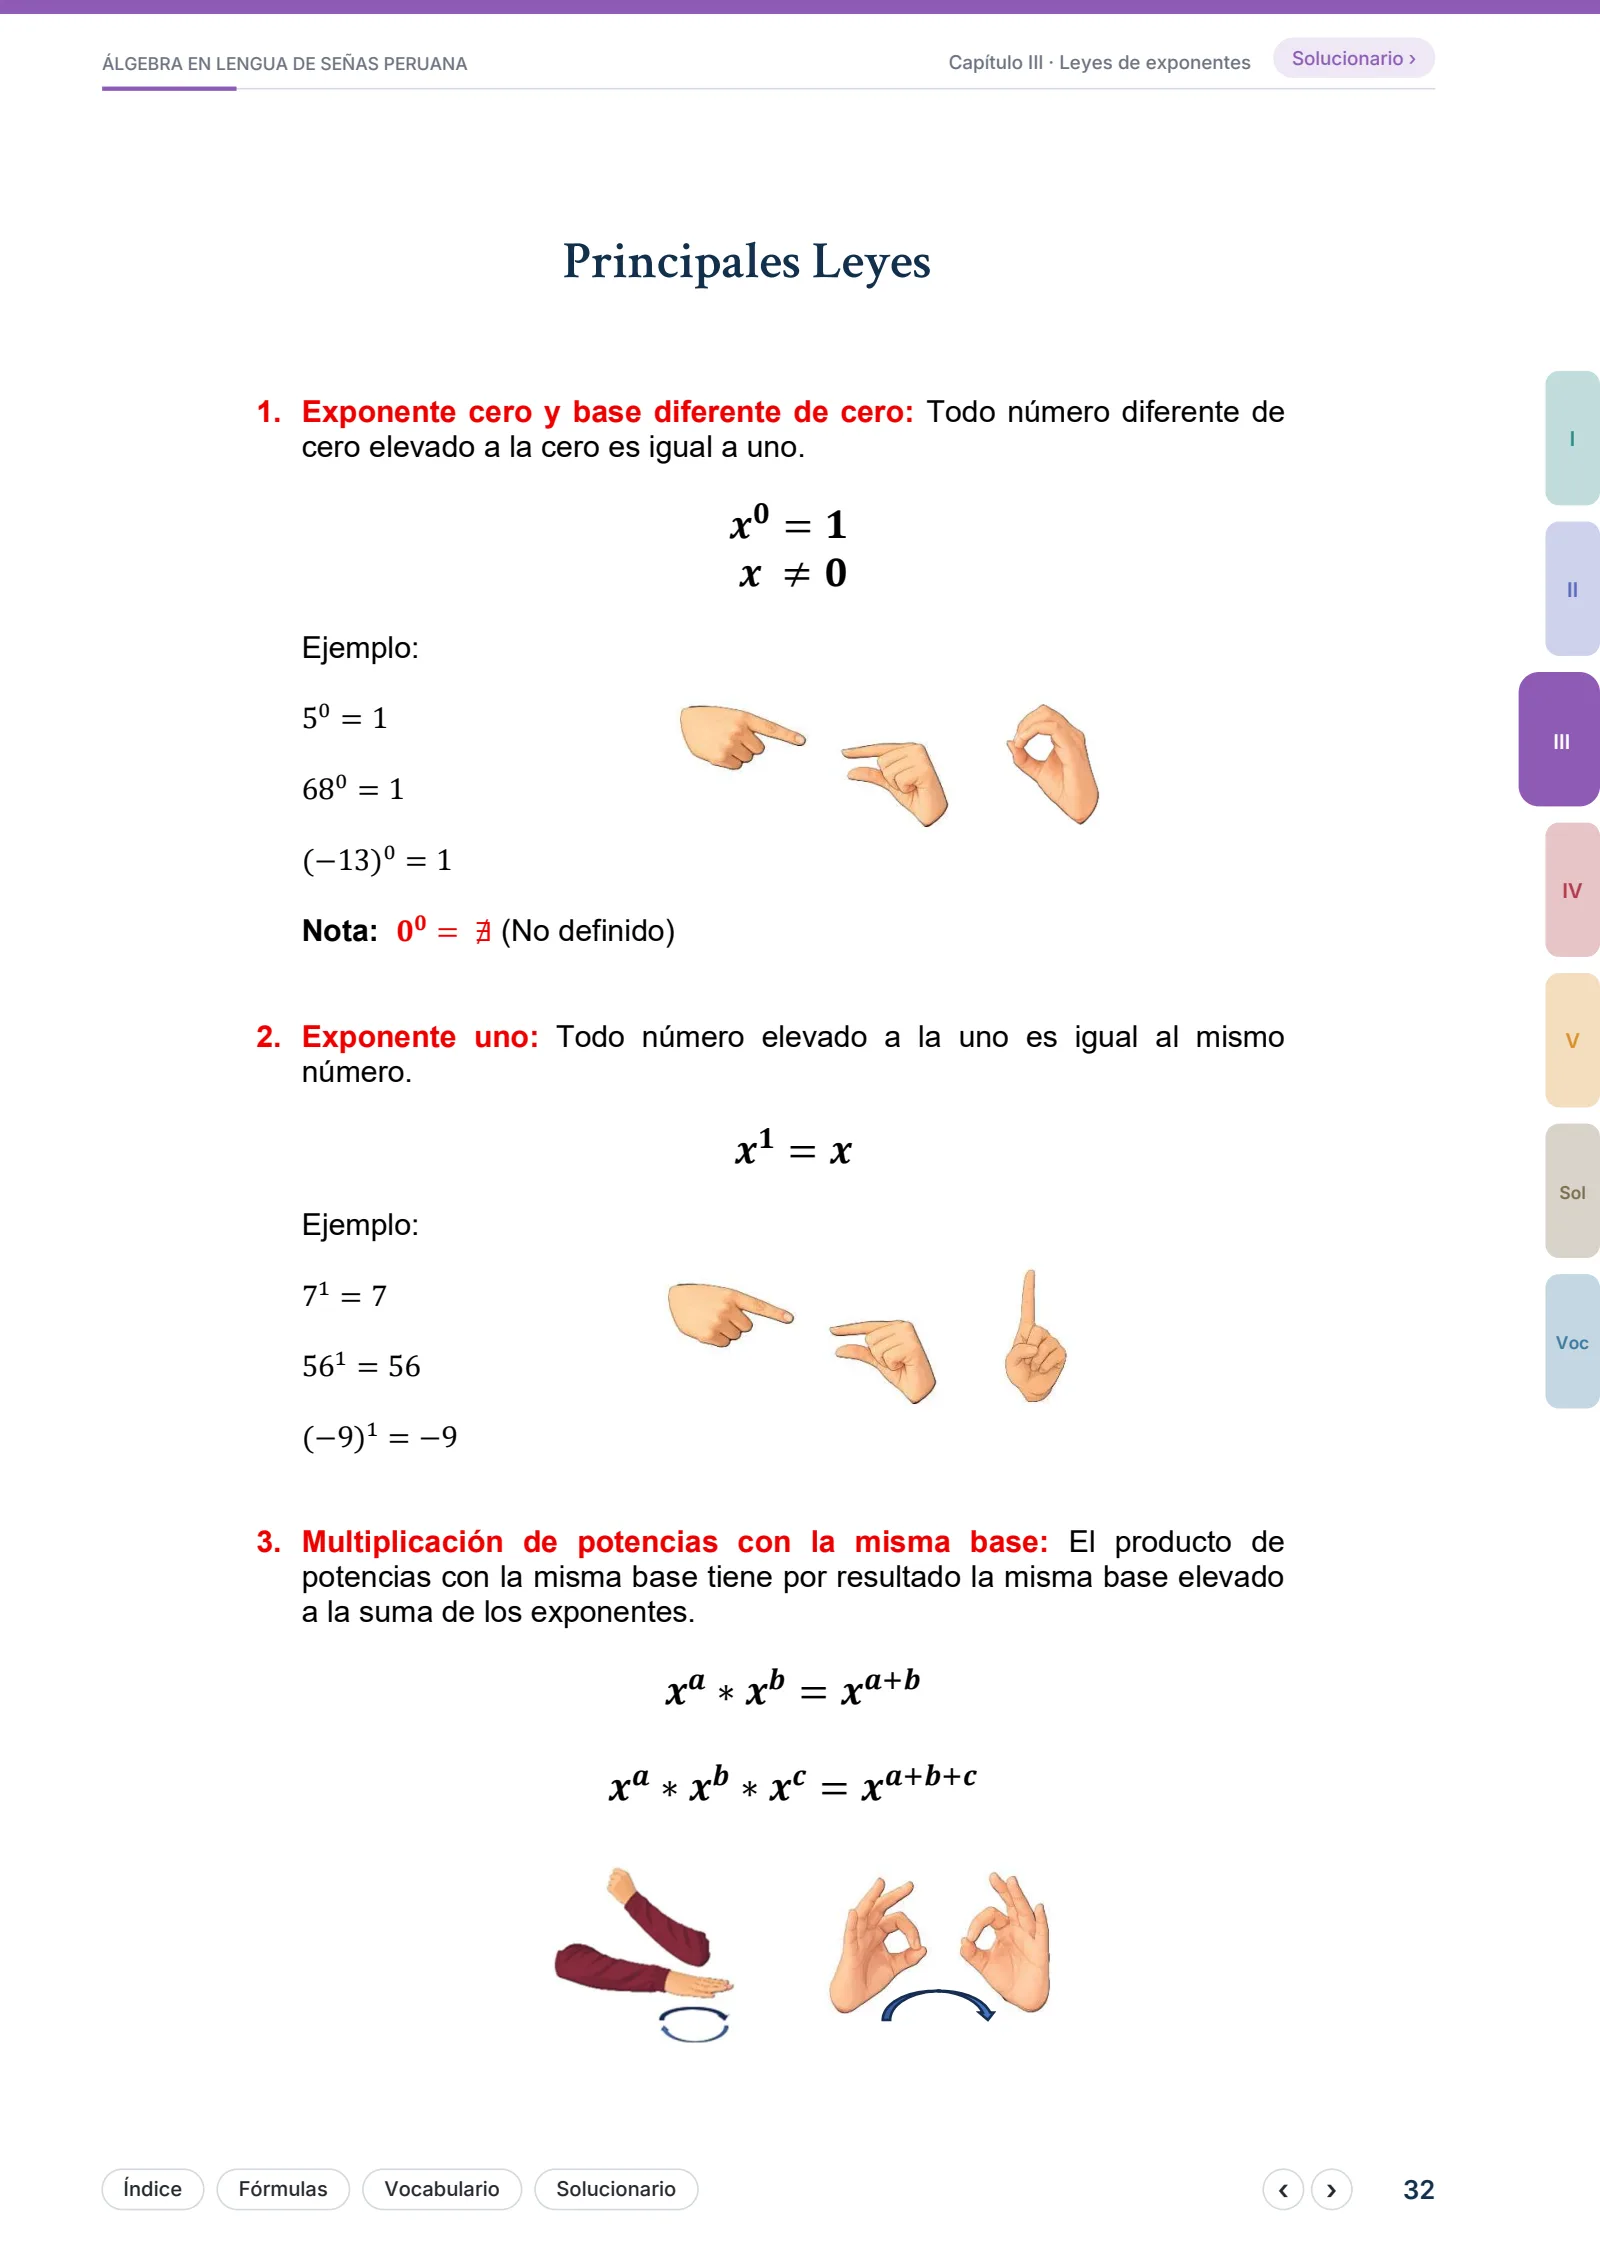 ÁLGEBRA EN LENGUA DE SEÑAS PERUANA
Capítulo III · Leyes de exponentes
Solucionario ›
Principales Leyes
1. Exponente cero y base diferente de cero: Todo número diferente de
cero elevado a la cero es igual a uno.
x⁰ = 1
x ≠ 0
Ejemplo:
5⁰ = 1
68⁰ = 1
(−13)⁰ = 1
Nota: 0⁰ = ∄ (No definido)
2. Exponente uno: Todo número elevado a la uno es igual al mismo
número.
x¹ = x
Ejemplo:
7¹ = 7
56¹ = 56
(−9)¹ = −9
3. Multiplicación de potencias con la misma base: El producto de
potencias con la misma base tiene por resultado la misma base elevado
a la suma de los exponentes.
xᵃ ∗ xᵇ = xᵃ⁺ᵇ
xᵃ ∗ xᵇ ∗ xᶜ = xᵃ⁺ᵇ⁺ᶜ
I
II
III
IV
V
Sol
Voc
Índice
Fórmulas
Vocabulario
Solucionario
‹
›
32